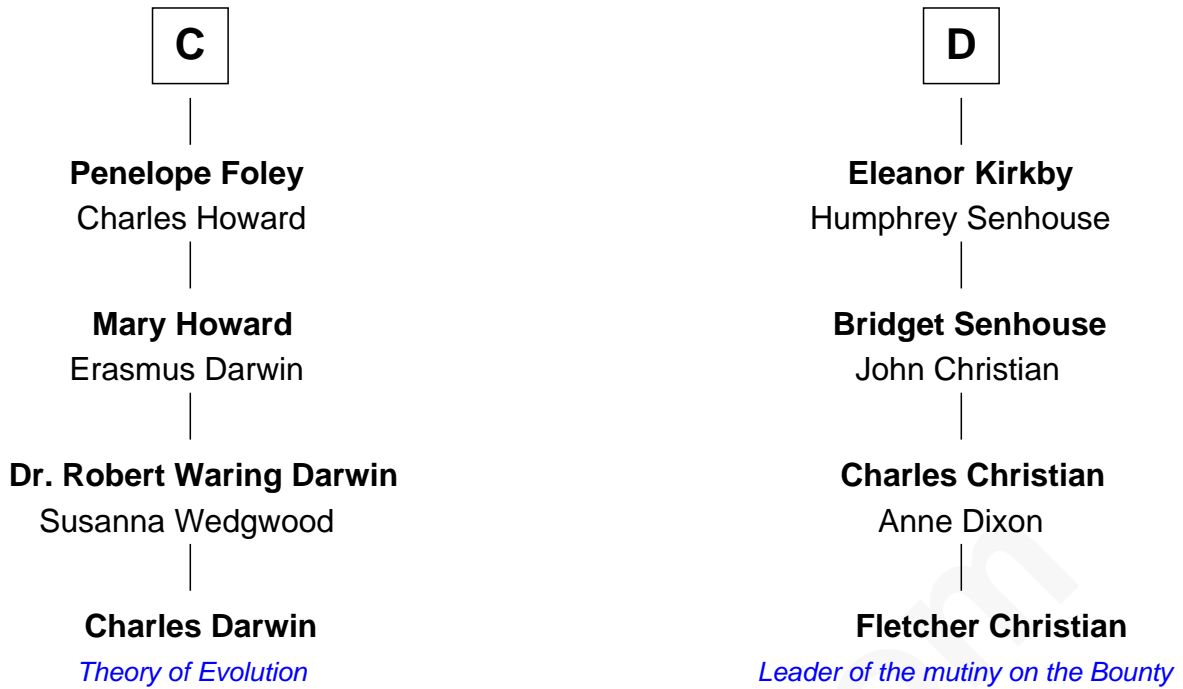 C
Penelope Foley
Charles Howard
Mary Howard
Erasmus Darwin
Dr. Robert Waring Darwin
Susanna Wedgwood
Charles Darwin
Theory of Evolution
D
Eleanor Kirkby
Humphrey Senhouse
Bridget Senhouse
John Christian
Charles Christian
Anne Dixon
Fletcher Christian
Leader of the mutiny on the Bounty